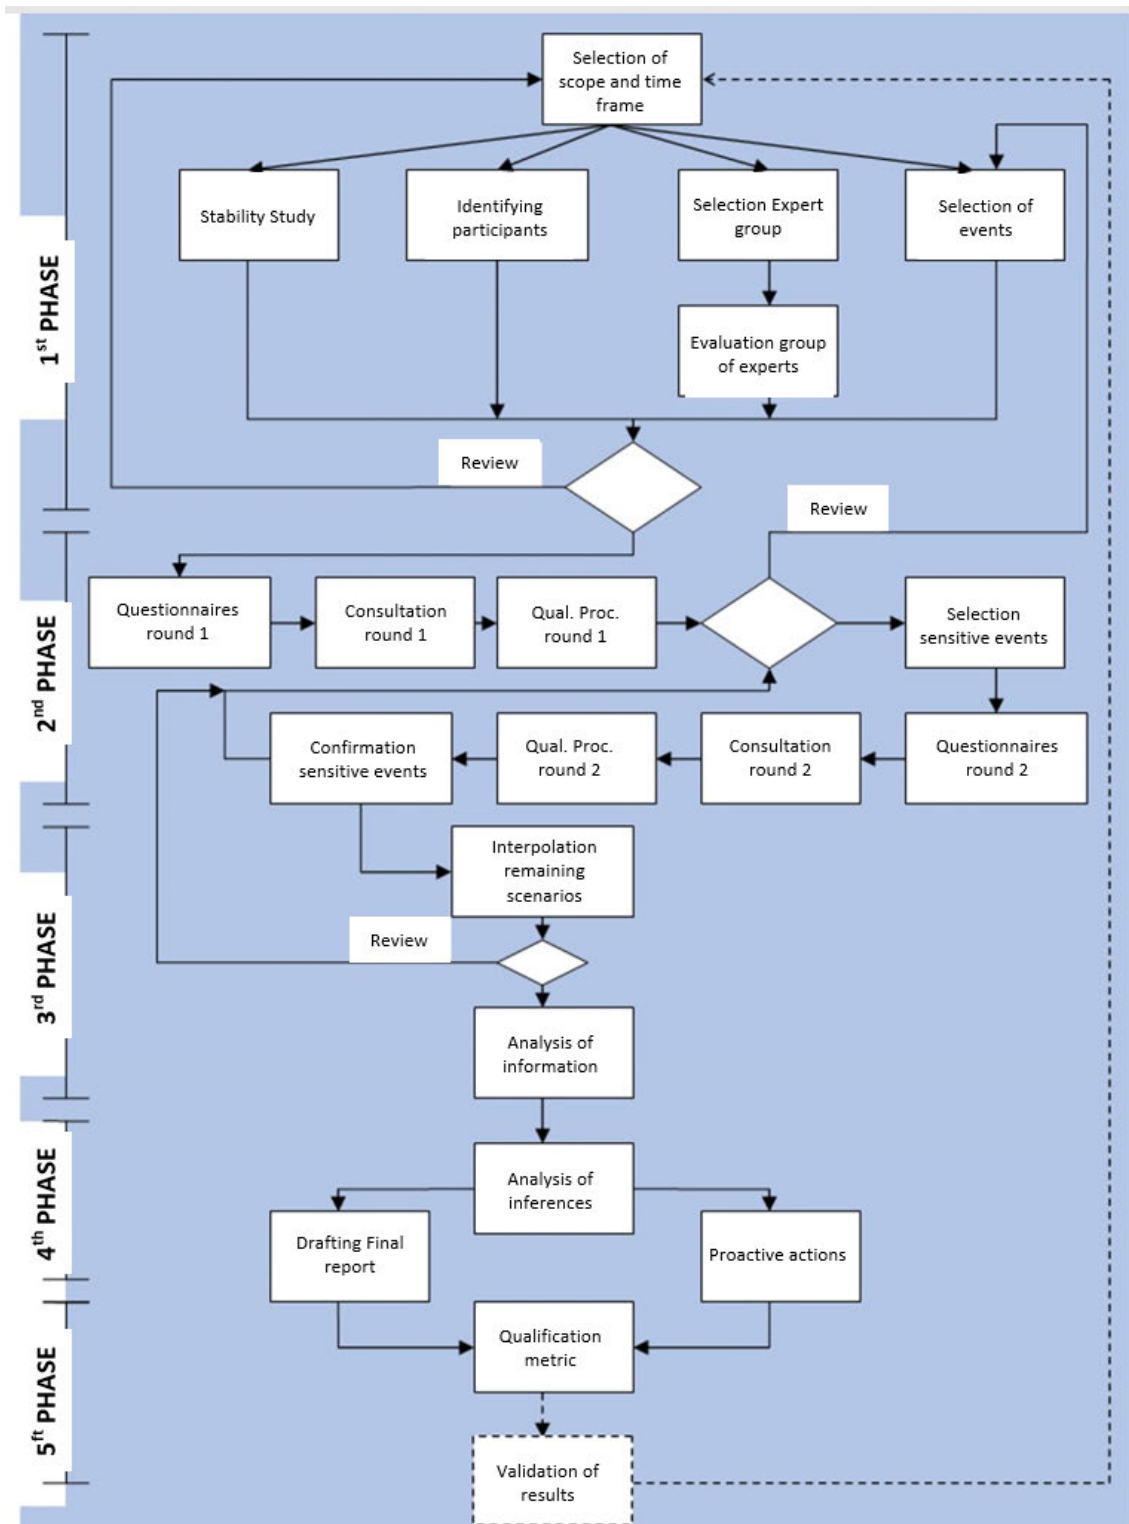 Selection of
scope and time
frame
Stability Study
Identifying
participants
Selection Expert
group
Selection of
events
1st PHASE
Evaluation group
of experts
Review
Review
Questionnaires
round 1
Consultation
round 1
Qual. Proc.
round 1
Selection
sensitive events
2nd PHASE
Confirmation
sensitive events
Qual. Proc.
round 2
Consultation
round 2
Questionnaires
round 2
Interpolation
remaining
scenarios
Review
3rd PHASE
Analysis of
information
Analysis of
inferences
4th PHASE
Drafting Final
report
Proactive actions
Qualification
metric
5ft PHASE
Validation of
results